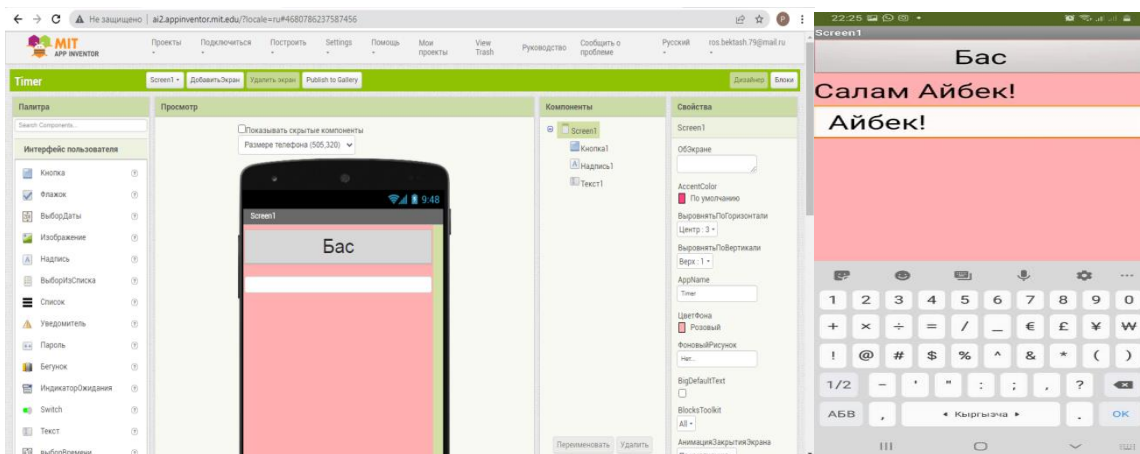 Не защищено ai2.appinventor.mit.edu/?locale=ru#4680786237587456
P
MIT
APP INVENTOR
Проекты Подключиться Построить Settings Помощь Мои проекты View Trash Руководство Сообщить о проблеме Русский ros.bektash.79@mail.ru
Timer Screen1 ДобавитьЭкран Удалить экран Publish to Gallery Дизайнер Блоки
Палитра
Search Components...
Интерфейс пользователя
Кнопка
Флажок
ВыборДаты
Изображение
Надпись
ВыборИзСписка
Список
Уведомитель
Пароль
Бегунок
ИндикаторОжидания
Switch
Текст
выборВремени
Просмотр
Показывать скрытые компоненты
Размере телефона (505,320)
9:48
Screen1
Бас
Компоненты
Screen1
Кнопка1
Надпись1
Текст1
Переименовать Удалить
Свойства
Screen1
ОбЭкране
AccentColor
По умолчанию
ВыровнятьПоГоризонтали
Центр : 3
ВыровнятьПоВертикали
Верх : 1
AppName
Timer
ЦветФона
Розовый
ФоновыйРисунок
Нет...
BigDefaultText
BlocksToolkit
All
АнимацияЗакрытияЭкрана
22:25
Screen1
Бас
Салам Айбек!
Айбек!
1 2 3 4 5 6 7 8 9 0
+ × ÷ = / _ € £ ¥ ₩
! @ # $ % ^ & * ( )
1/2 - ' " : ; , ?
АБВ , Кыргызча . OK